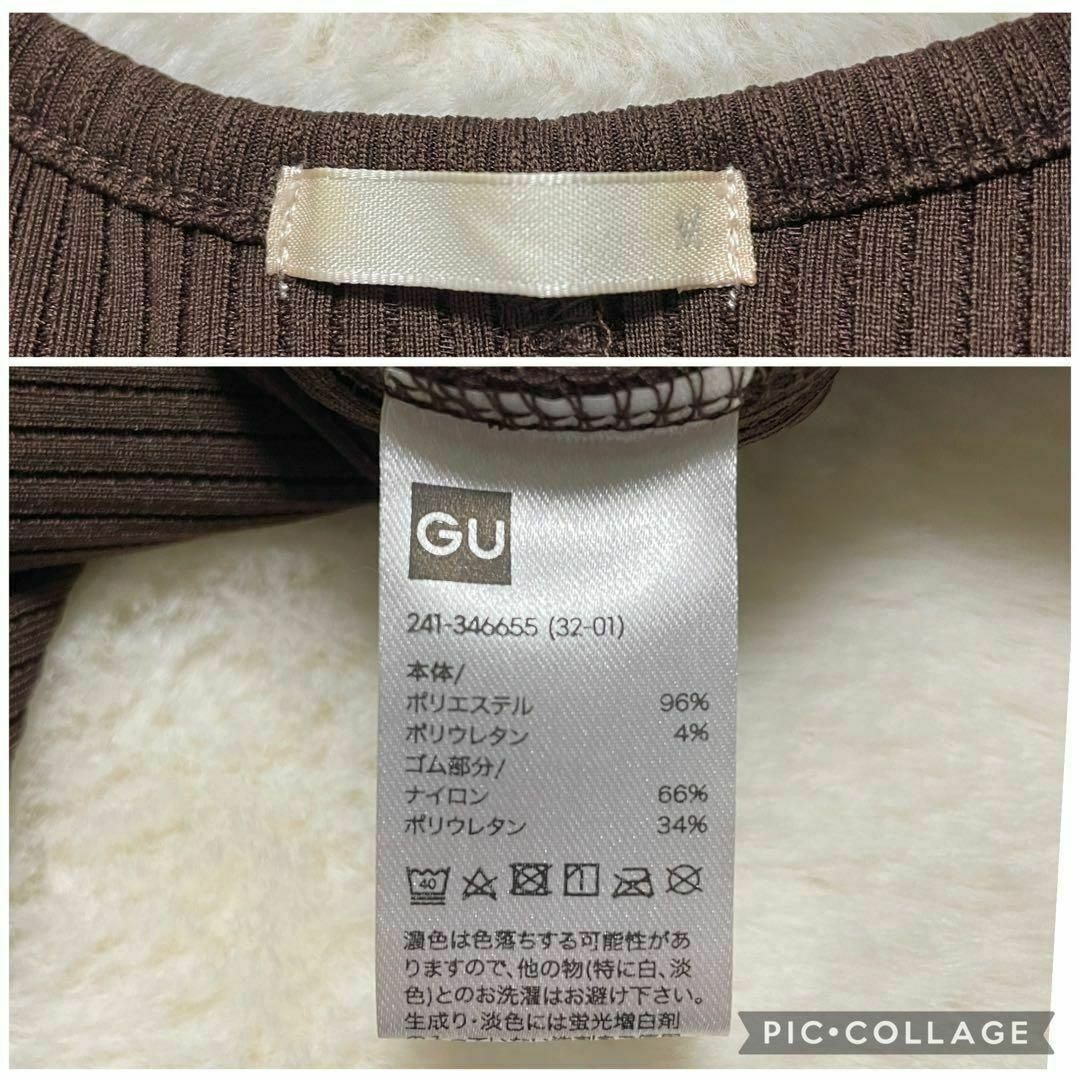 GU
241-346655 (32-01)
本体/
ポリエステル 96%
ポリウレタン 4%
ゴム部分/
ナイロン 66%
ポリウレタン 34%
40
濃色は色落ちする可能性があ
りますので、他の物(特に白、淡
色)とのお洗濯はお避け下さい。
生成り・淡色には蛍光増白剤
PIC•COLLAGE